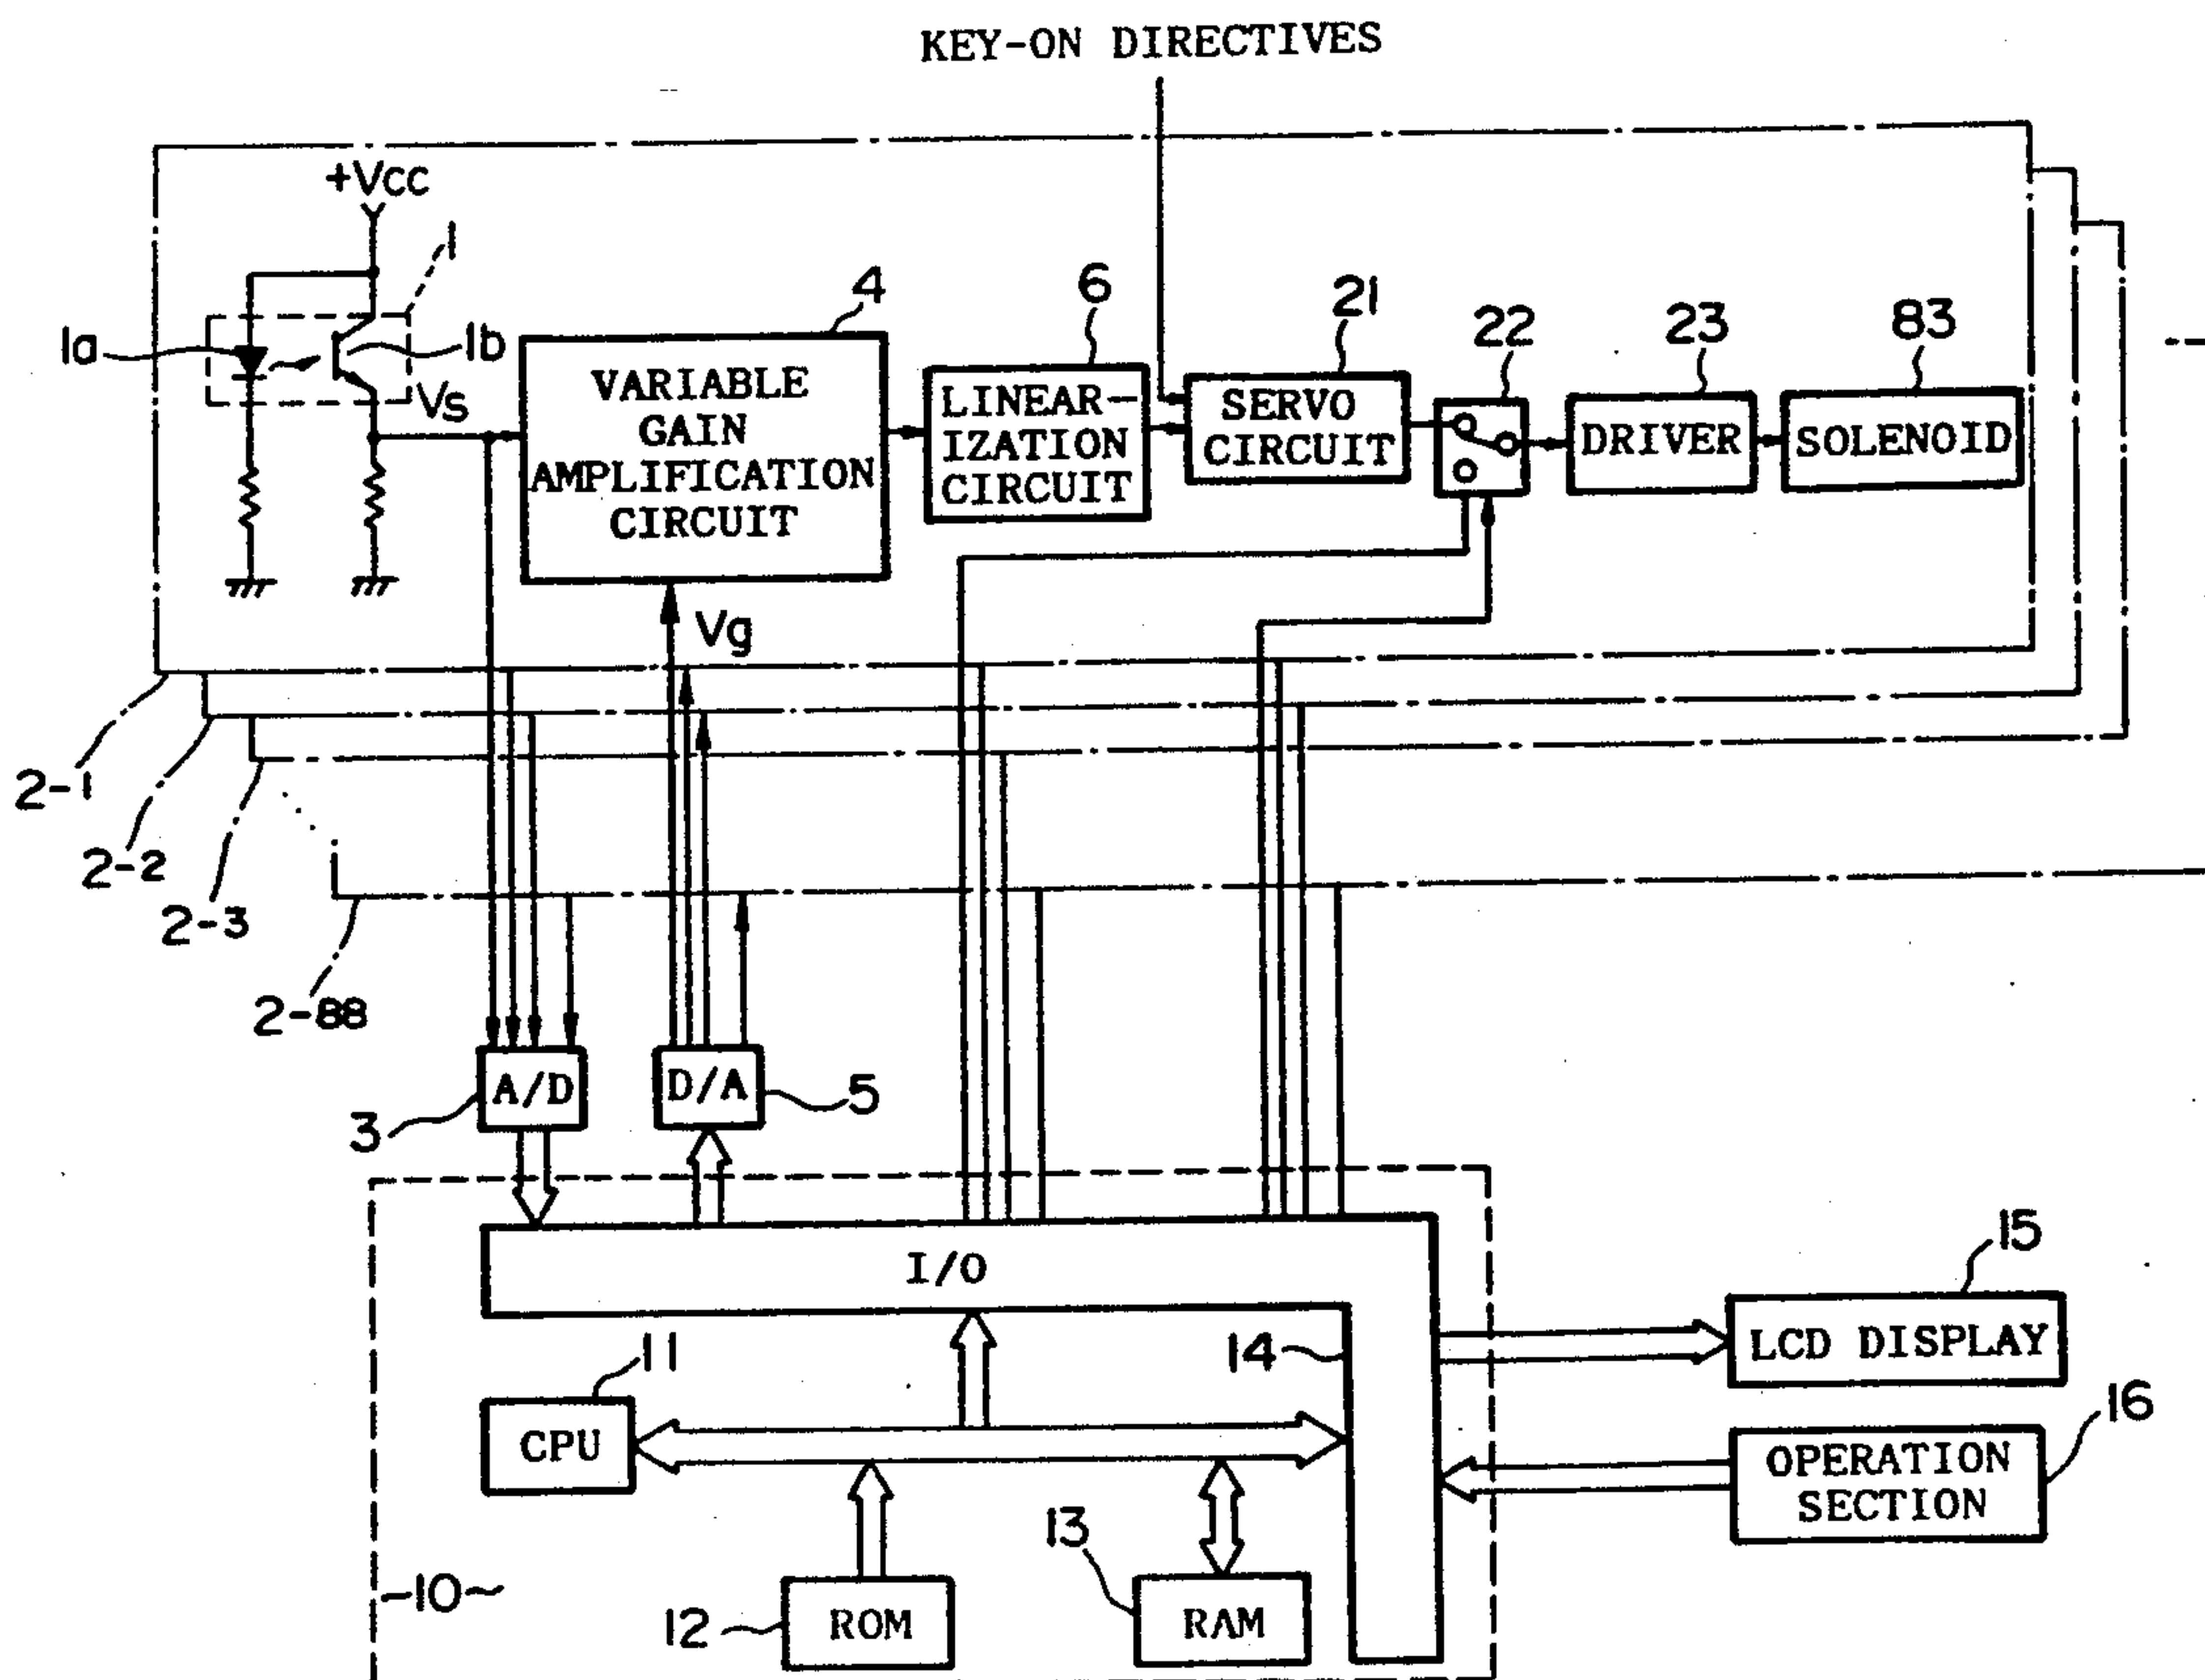 KEY-ON DIRECTIVES
+Vcc
1
1a
1b
Vs
4
VARIABLE
GAIN
AMPLIFICATION
CIRCUIT
6
LINEAR-
IZATION
CIRCUIT
21
SERVO
CIRCUIT
22
23
DRIVER
83
SOLENOID
Vg
2-1
2-2
2-3
2-88
A/D
3
D/A
5
I/O
14
15
LCD DISPLAY
11
CPU
16
OPERATION
SECTION
10
12
ROM
13
RAM